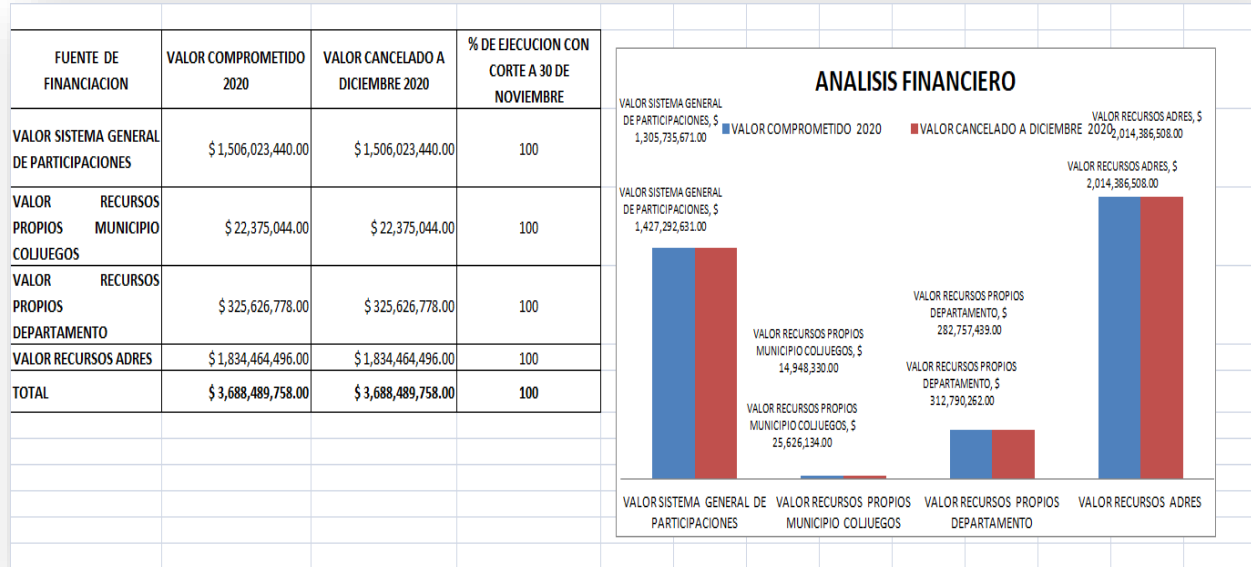 FUENTE DE
FINANCIACION
VALOR COMPROMETIDO
2020
VALOR CANCELADO A
DICIEMBRE 2020
% DE EJECUCION CON
CORTE A 30 DE
NOVIEMBRE
VALOR SISTEMA GENERAL
DE PARTICIPACIONES
$ 1,506,023,440.00
$ 1,506,023,440.00
100
VALOR RECURSOS
PROPIOS MUNICIPIO
COLJUEGOS
$ 22,375,044.00
$ 22,375,044.00
100
VALOR RECURSOS
PROPIOS
DEPARTAMENTO
$ 325,626,778.00
$ 325,626,778.00
100
VALOR RECURSOS ADRES
$ 1,834,464,496.00
$ 1,834,464,496.00
100
TOTAL
$ 3,688,489,758.00
$ 3,688,489,758.00
100
ANALISIS FINANCIERO
VALOR SISTEMA GENERAL
DE PARTICIPACIONES, $
1,305,735,671.00
VALOR COMPROMETIDO 2020
VALOR CANCELADO A DICIEMBRE 2020
VALOR RECURSOS ADRES, $
2,014,386,508.00
VALOR RECURSOS ADRES, $
2,014,386,508.00
VALOR SISTEMA GENERAL
DE PARTICIPACIONES, $
1,427,292,631.00
VALOR RECURSOS PROPIOS
DEPARTAMENTO, $
282,757,439.00
VALOR RECURSOS PROPIOS
MUNICIPIO COLJUEGOS, $
14,948,330.00
VALOR RECURSOS PROPIOS
DEPARTAMENTO, $
312,790,262.00
VALOR RECURSOS PROPIOS
MUNICIPIO COLJUEGOS, $
25,626,134.00
VALOR SISTEMA GENERAL DE
PARTICIPACIONES
VALOR RECURSOS PROPIOS
MUNICIPIO COLJUEGOS
VALOR RECURSOS PROPIOS
DEPARTAMENTO
VALOR RECURSOS ADRES